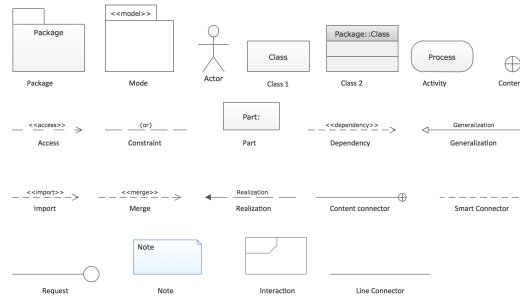 Package
<<model>>
Package::Class
Class
Process
Package
Mode
Actor
Class 1
Class 2
Activity
Conten
<<access>>
{or}
Part:
<<dependency>>
Generalization
Access
Constraint
Part
Dependency
Generalization
<<import>>
<<merge>>
Realization
Import
Merge
Realization
Content connector
Smart Connector
Note
Request
Note
Interaction
Line Connector